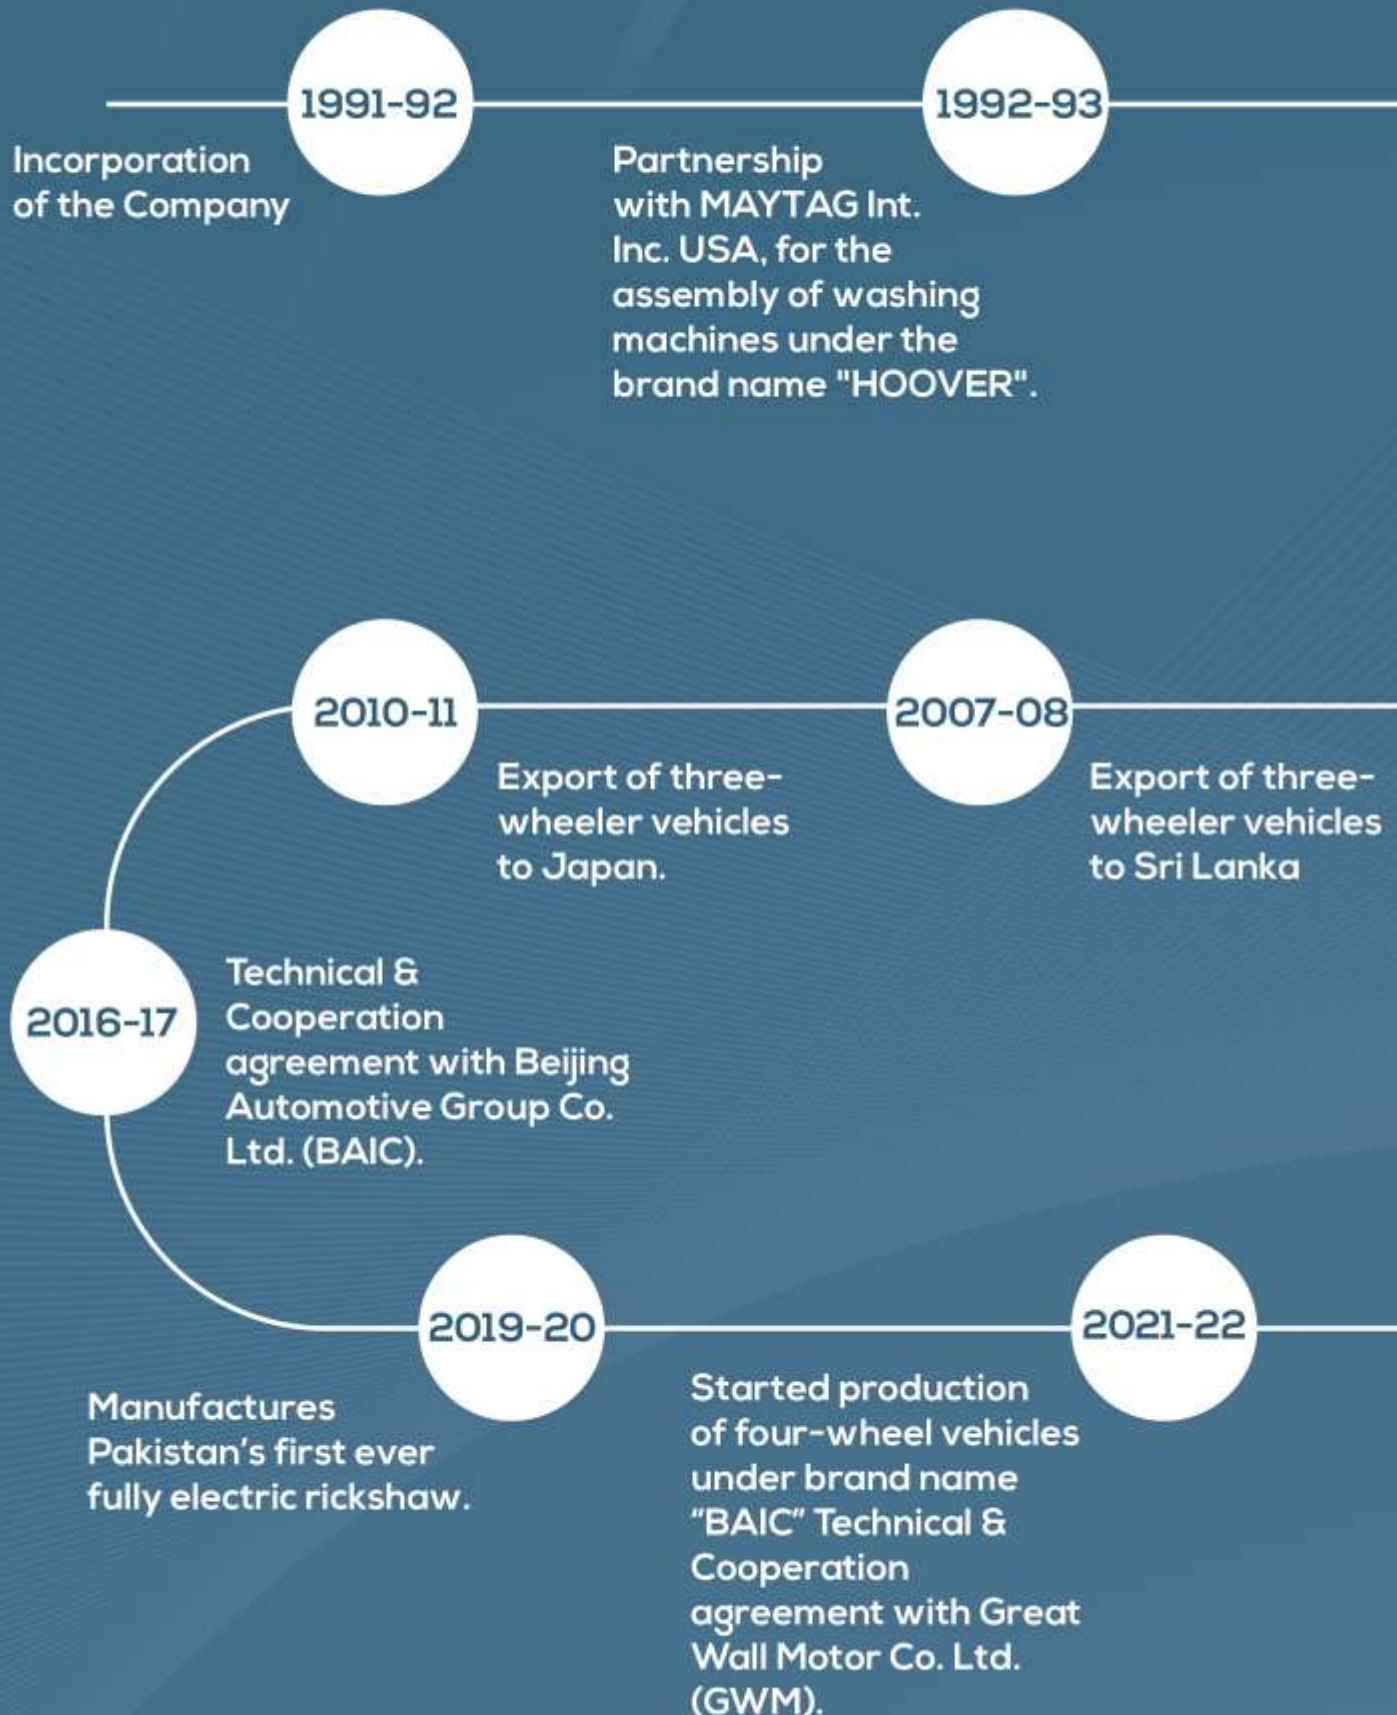 1991-92
Incorporation
of the Company
1992-93
Partnership
with MAYTAG Int.
Inc. USA, for the
assembly of washing
machines under the
brand name "HOOVER".
2010-11
Export of three-
wheeler vehicles
to Japan.
2007-08
Export of three-
wheeler vehicles
to Sri Lanka
2016-17
Technical &
Cooperation
agreement with Beijing
Automotive Group Co.
Ltd. (BAIC).
2019-20
Manufactures
Pakistan’s first ever
fully electric rickshaw.
2021-22
Started production
of four-wheel vehicles
under brand name
“BAIC” Technical &
Cooperation
agreement with Great
Wall Motor Co. Ltd.
(GWM).